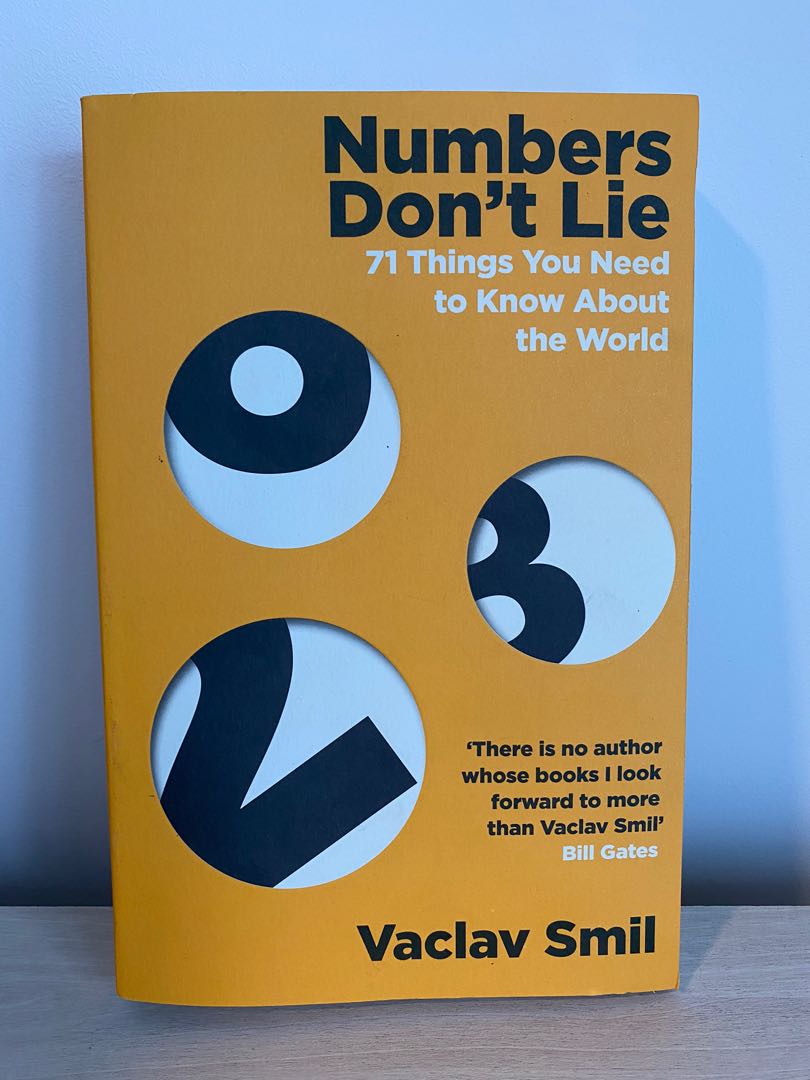 Numbers
Don't Lie
71 Things You Need
to Know About
the World
'There is no author
whose books I look
forward to more
than Vaclav Smil'
Bill Gates
Vaclav Smil